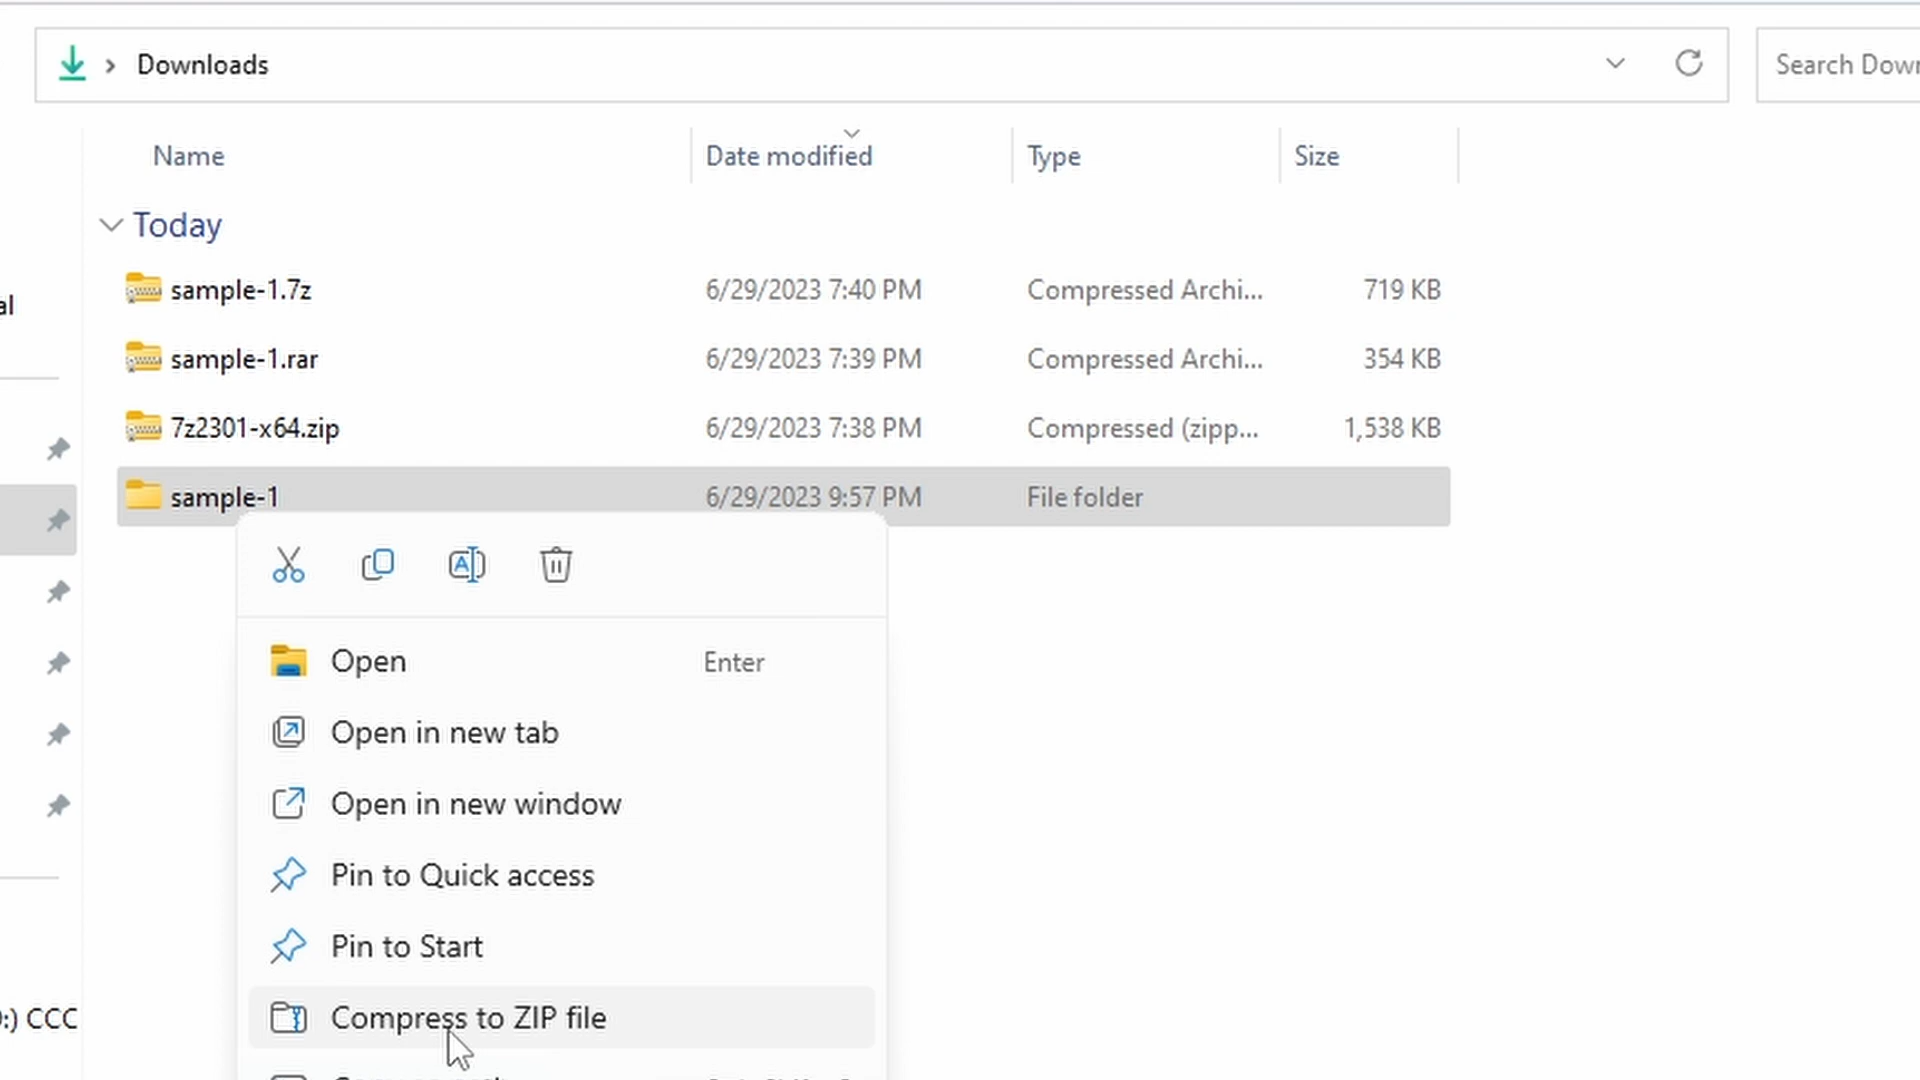 Downloads
Search Down
Name Date modified Type Size
Today
sample-1.7z 6/29/2023 7:40 PM Compressed Archi... 719 KB
al
sample-1.rar 6/29/2023 7:39 PM Compressed Archi... 354 KB
7z2301-x64.zip 6/29/2023 7:38 PM Compressed (zipp... 1,538 KB
sample-1 6/29/2023 9:57 PM File folder
Open Enter
Open in new tab
Open in new window
Pin to Quick access
Pin to Start
:) CCC
Compress to ZIP file